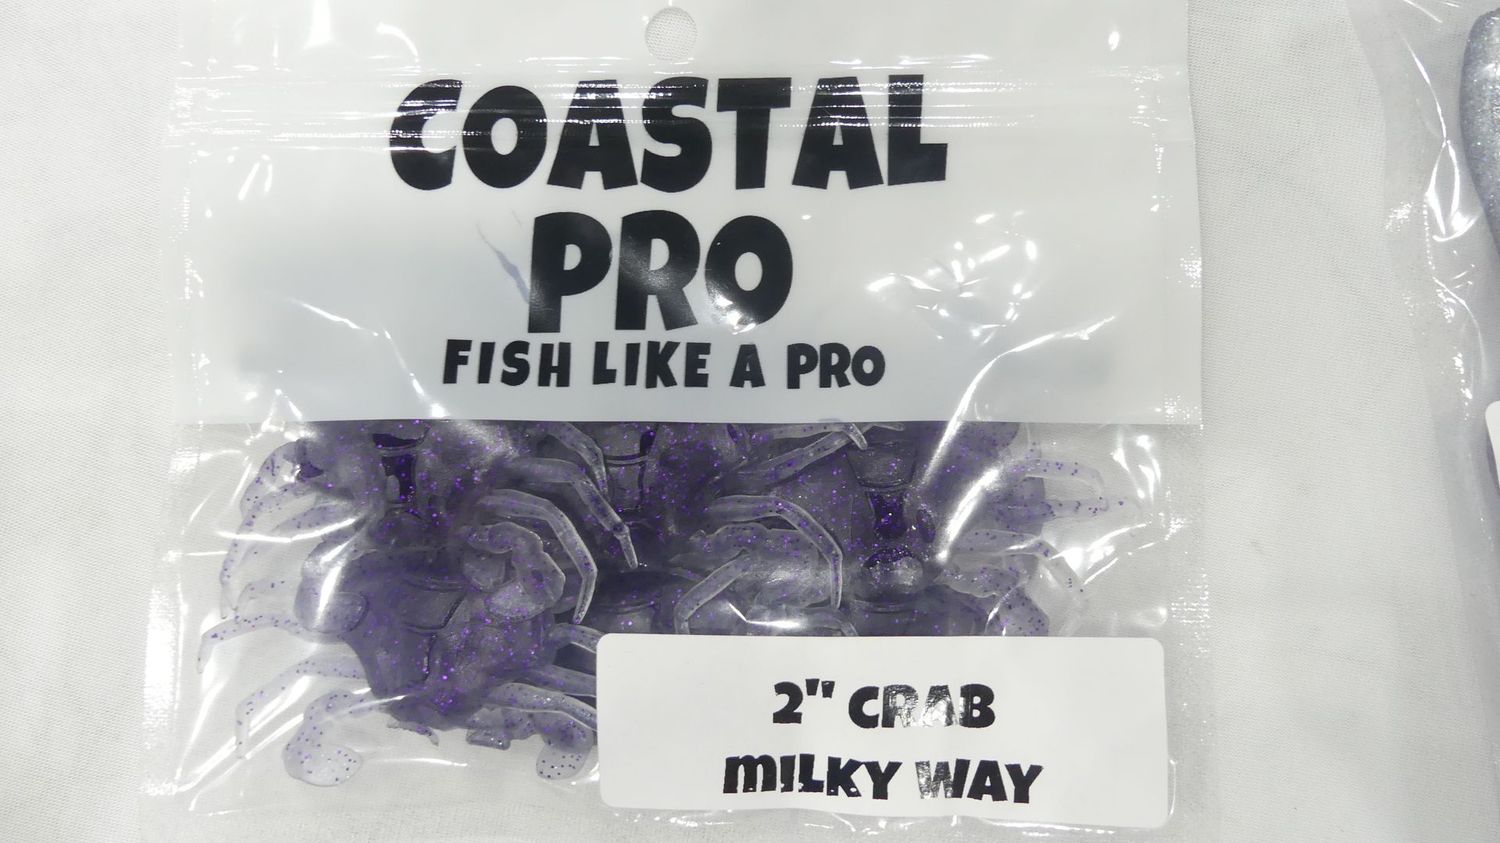 COASTAL
PRO
FISH LIKE A PRO
2" CRAB
MILKY WAY